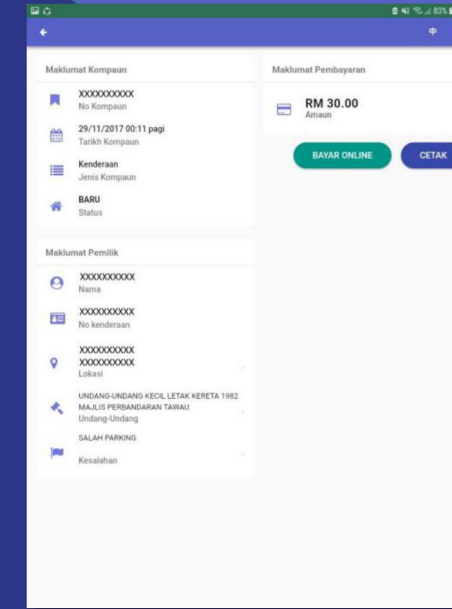 83%
中
Maklumat Kompaun
XXXXXXXXXX
No Kompaun
29/11/2017 00:11 pagi
Tarikh Kompaun
Kenderaan
Jenis Kompaun
BARU
Status
Maklumat Pemilik
XXXXXXXXXX
Nama
XXXXXXXXXX
No kenderaan
XXXXXXXXXX
XXXXXXXXXX
Lokasi
UNDANG-UNDANG KECIL LETAK KERETA 1982
MAJLIS PERBANDARAN TAWAU
Undang-Undang
SALAH PARKING
Kesalahan
Maklumat Pembayaran
RM 30.00
Amaun
BAYAR ONLINE
CETAK